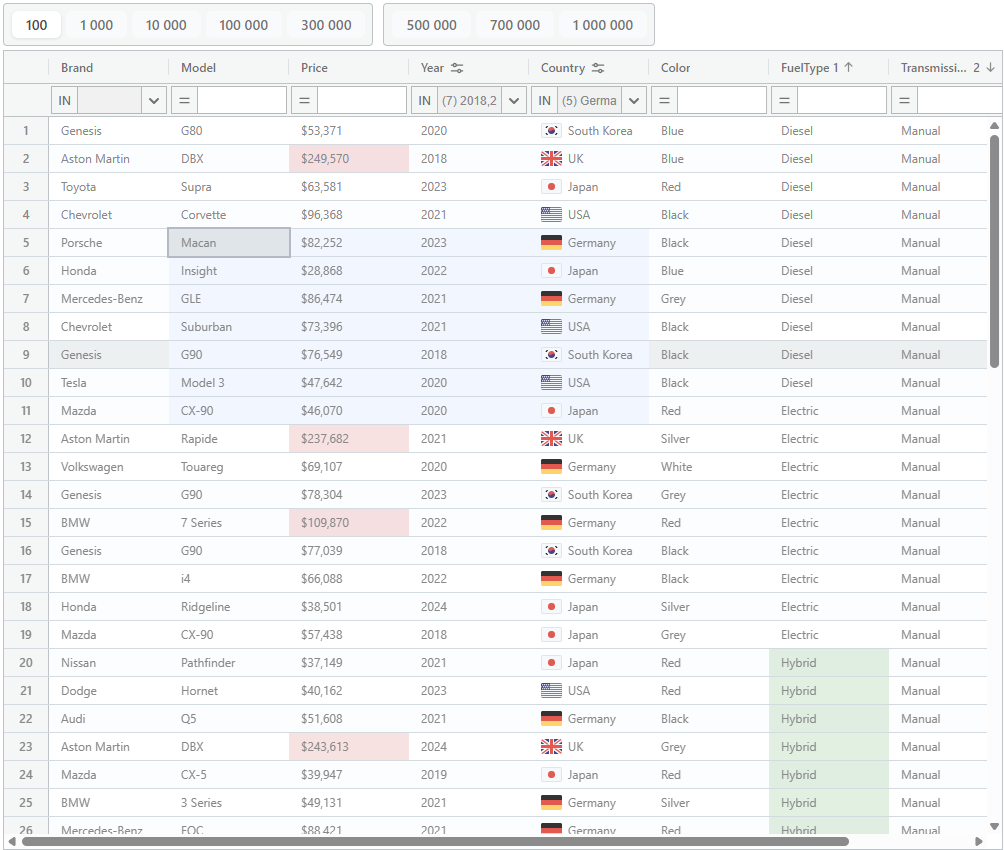 100 1 000 10 000 100 000 300 000 500 000 700 000 1 000 000
Brand Model Price Year Country Color FuelType 1 Transmissi... 2
IN = = IN (7) 2018,2 IN (5) Germa = = =
1 Genesis G80 $53,371 2020 South Korea Blue Diesel Manual
2 Aston Martin DBX $249,570 2018 UK Blue Diesel Manual
3 Toyota Supra $63,581 2023 Japan Red Diesel Manual
4 Chevrolet Corvette $96,368 2021 USA Black Diesel Manual
5 Porsche Macan $82,252 2023 Germany Black Diesel Manual
6 Honda Insight $28,868 2022 Japan Blue Diesel Manual
7 Mercedes-Benz GLE $86,474 2021 Germany Grey Diesel Manual
8 Chevrolet Suburban $73,396 2021 USA Black Diesel Manual
9 Genesis G90 $76,549 2018 South Korea Black Diesel Manual
10 Tesla Model 3 $47,642 2020 USA Black Diesel Manual
11 Mazda CX-90 $46,070 2020 Japan Red Electric Manual
12 Aston Martin Rapide $237,682 2021 UK Silver Electric Manual
13 Volkswagen Touareg $69,107 2020 Germany White Electric Manual
14 Genesis G90 $78,304 2023 South Korea Grey Electric Manual
15 BMW 7 Series $109,870 2022 Germany Red Electric Manual
16 Genesis G90 $77,039 2018 South Korea Black Electric Manual
17 BMW i4 $66,088 2022 Germany Black Electric Manual
18 Honda Ridgeline $38,501 2024 Japan Silver Electric Manual
19 Mazda CX-90 $57,438 2018 Japan Grey Electric Manual
20 Nissan Pathfinder $37,149 2021 Japan Red Hybrid Manual
21 Dodge Hornet $40,162 2023 USA Red Hybrid Manual
22 Audi Q5 $51,608 2021 Germany Black Hybrid Manual
23 Aston Martin DBX $243,613 2024 UK Grey Hybrid Manual
24 Mazda CX-5 $39,947 2019 Japan Red Hybrid Manual
25 BMW 3 Series $49,131 2021 Germany Silver Hybrid Manual
26 Mercedes-Benz EQC $88,421 2021 Germany Red Hybrid Manual